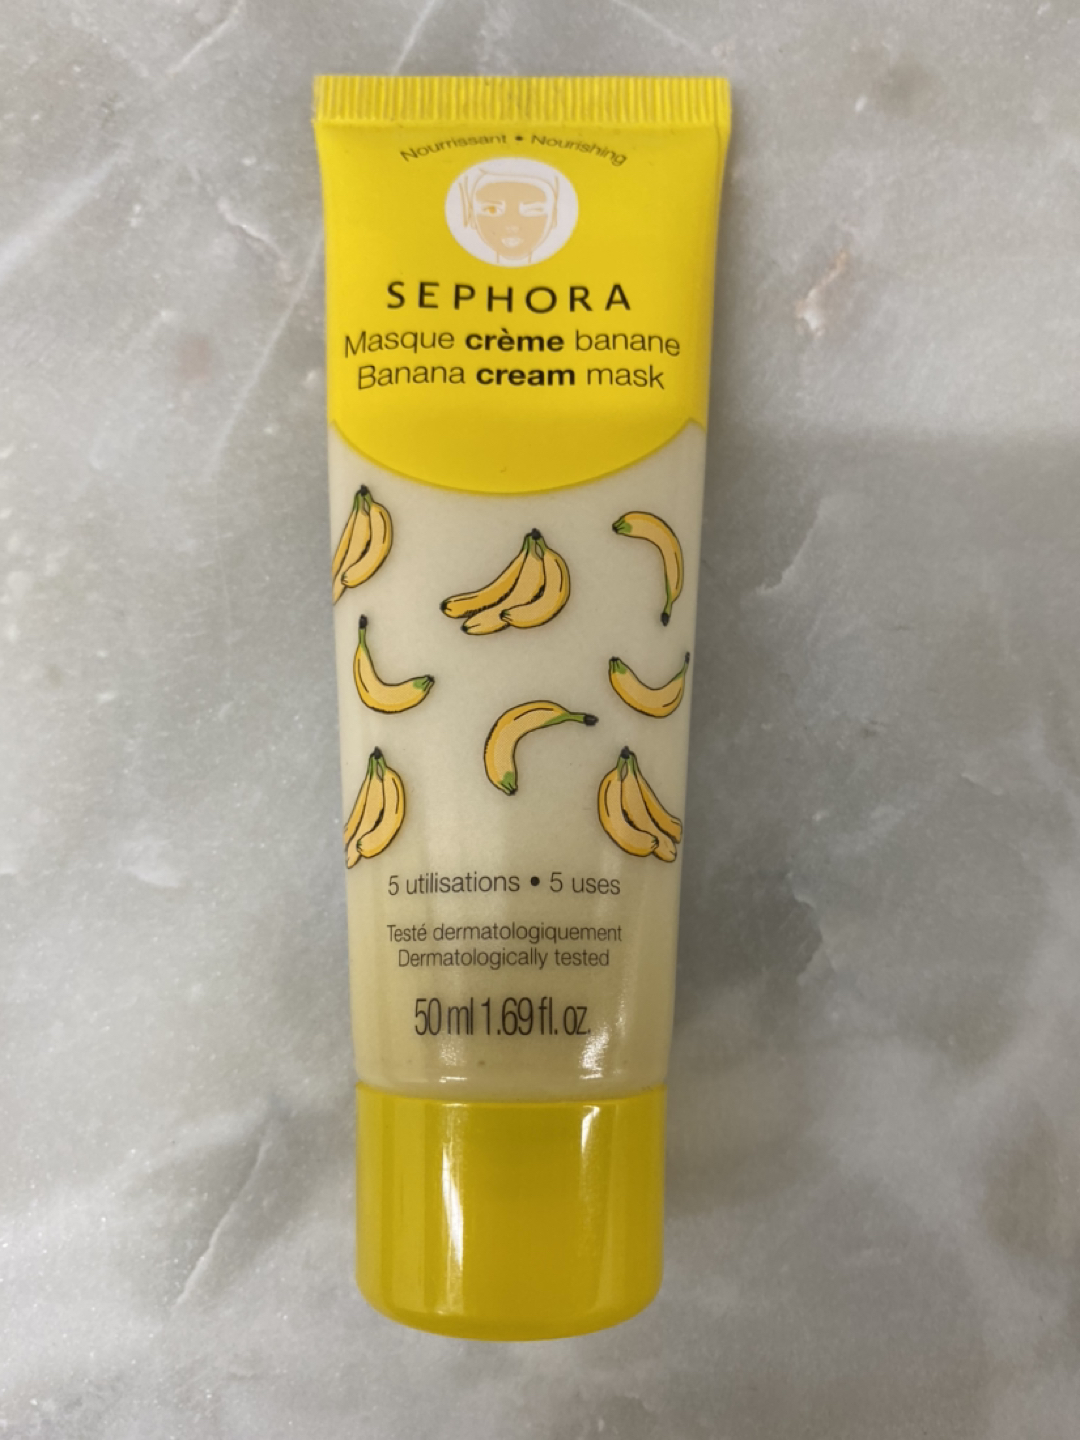 Nourrissant • Nourishing
SEPHORA
Masque crème banane
Banana cream mask
5 utilisations • 5 uses
Testé dermatologiquement
Dermatologically tested
50 ml 1.69 fl. oz.